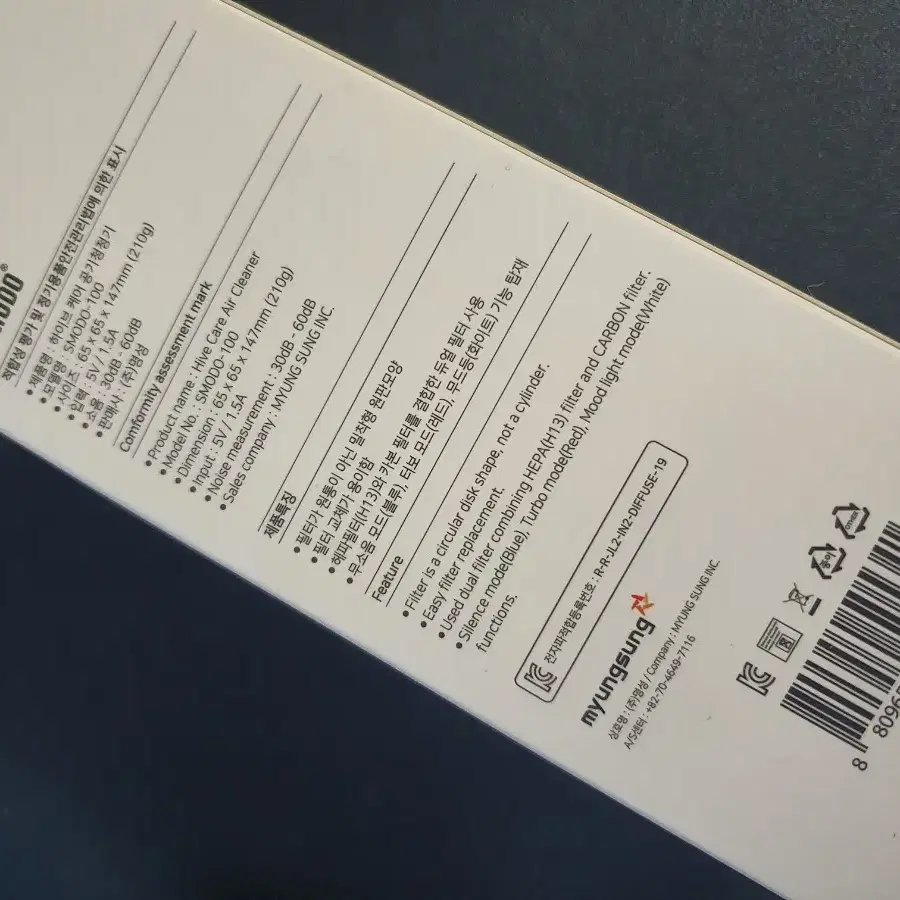 적합성 평가 및 전기용품안전관리법에 의한 표시
•제품명 : 하이브 케어 공기청정기
•모델명 : SMODO-100
•사이즈 : 65 x 65 x 147mm (210g)
•입력 : 5V / 1.5A
•소음 : 30dB - 60dB
•판매사 : (주)명성
Conformity assessment mark
•Product name : Hive Care Air Cleaner
•Model No. : SMODO-100
•Dimension : 65 x 65 x 147mm (210g)
•Input : 5V / 1.5A
•Noise measurement : 30dB - 60dB
•Sales company : MYUNG SUNG INC.
제품특징
•필터가 원통이 아닌 밀착형 원판모양
•필터 교체가 용이함
•헤파필터(H13)와 카본 필터를 결합한 듀얼 필터 사용
•무소음 모드(블루), 터보 모드(레드), 무드등(화이트) 기능 탑재
Feature
•Filter is a circular disk shape, not a cylinder.
•Easy filter replacement.
•Used dual filter combining HEPA(H13) filter and CARBON filter.
•Silence mode(Blue), Turbo mode(Red), Mood light mode(White)
functions.
전자파적합등록번호 : R-R-JL2-IN2-DIFFUSE-19
myungsung
상호명 : (주)명성 / Company : MYUNG SUNG INC.
A/S센터 : +82-70-4649-7116
종이
OTHER